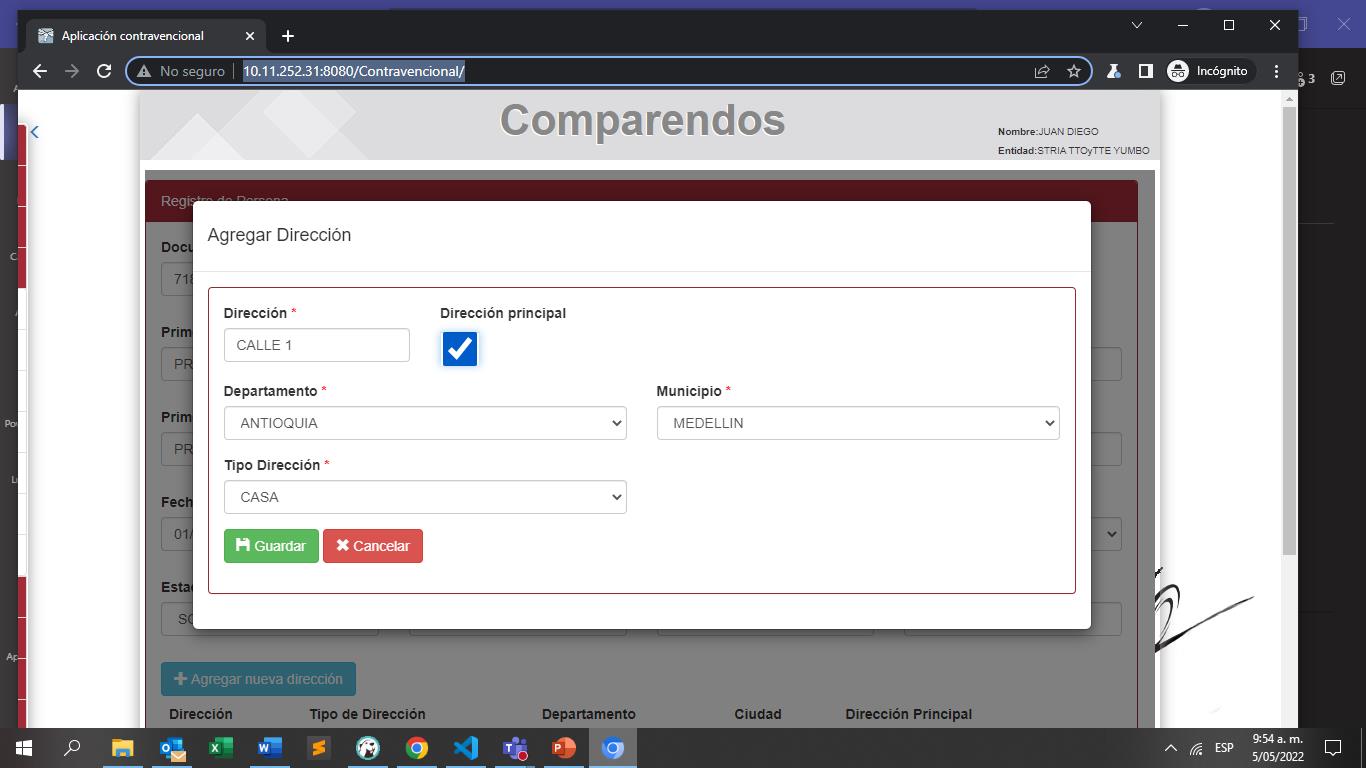 Aplicación contravencional
No seguro
10.11.252.31:8080/Contravencional/
Incógnito
3
Comparendos
Nombre:JUAN DIEGO
Entidad:STRIA TTOyTTE YUMBO
Registro de Persona
Agregar Dirección
Docu
718
Dirección *
Dirección principal
CALLE 1
Prim
PR
Departamento *
Municipio *
ANTIOQUIA
MEDELLIN
Prim
PR
Tipo Dirección *
CASA
Fech
01/
Guardar
Cancelar
Esta
SO
Agregar nueva dirección
Dirección
Tipo de Dirección
Departamento
Ciudad
Dirección Principal
ESP
9:54 a. m.
5/05/2022